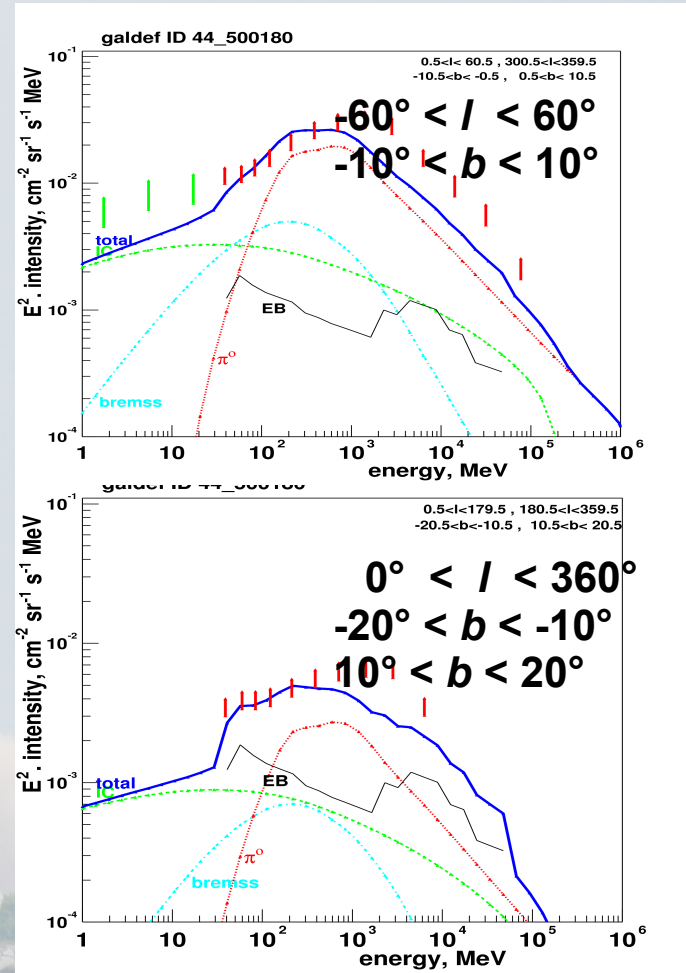 galdef ID 44_500180
0.5<l< 60.5 , 300.5<l<359.5
-10.5<b< -0.5 , 0.5<b< 10.5
-60° < l < 60°
-10° < b < 10°
E². intensity, cm⁻² sr⁻¹ s⁻¹ MeV
10⁻¹
10⁻²
10⁻³
10⁻⁴
total
IC
EB
π⁰
bremss
1 10 10² 10³ 10⁴ 10⁵ 10⁶
energy, MeV
galdef ID 44_500180
0.5<l<179.5 , 180.5<l<359.5
-20.5<b<-10.5 , 10.5<b< 20.5
0° < l < 360°
-20° < b < -10°
10° < b < 20°
E². intensity, cm⁻² sr⁻¹ s⁻¹ MeV
10⁻¹
10⁻²
10⁻³
10⁻⁴
total
IC
EB
π⁰
bremss
1 10 10² 10³ 10⁴ 10⁵ 10⁶
energy, MeV